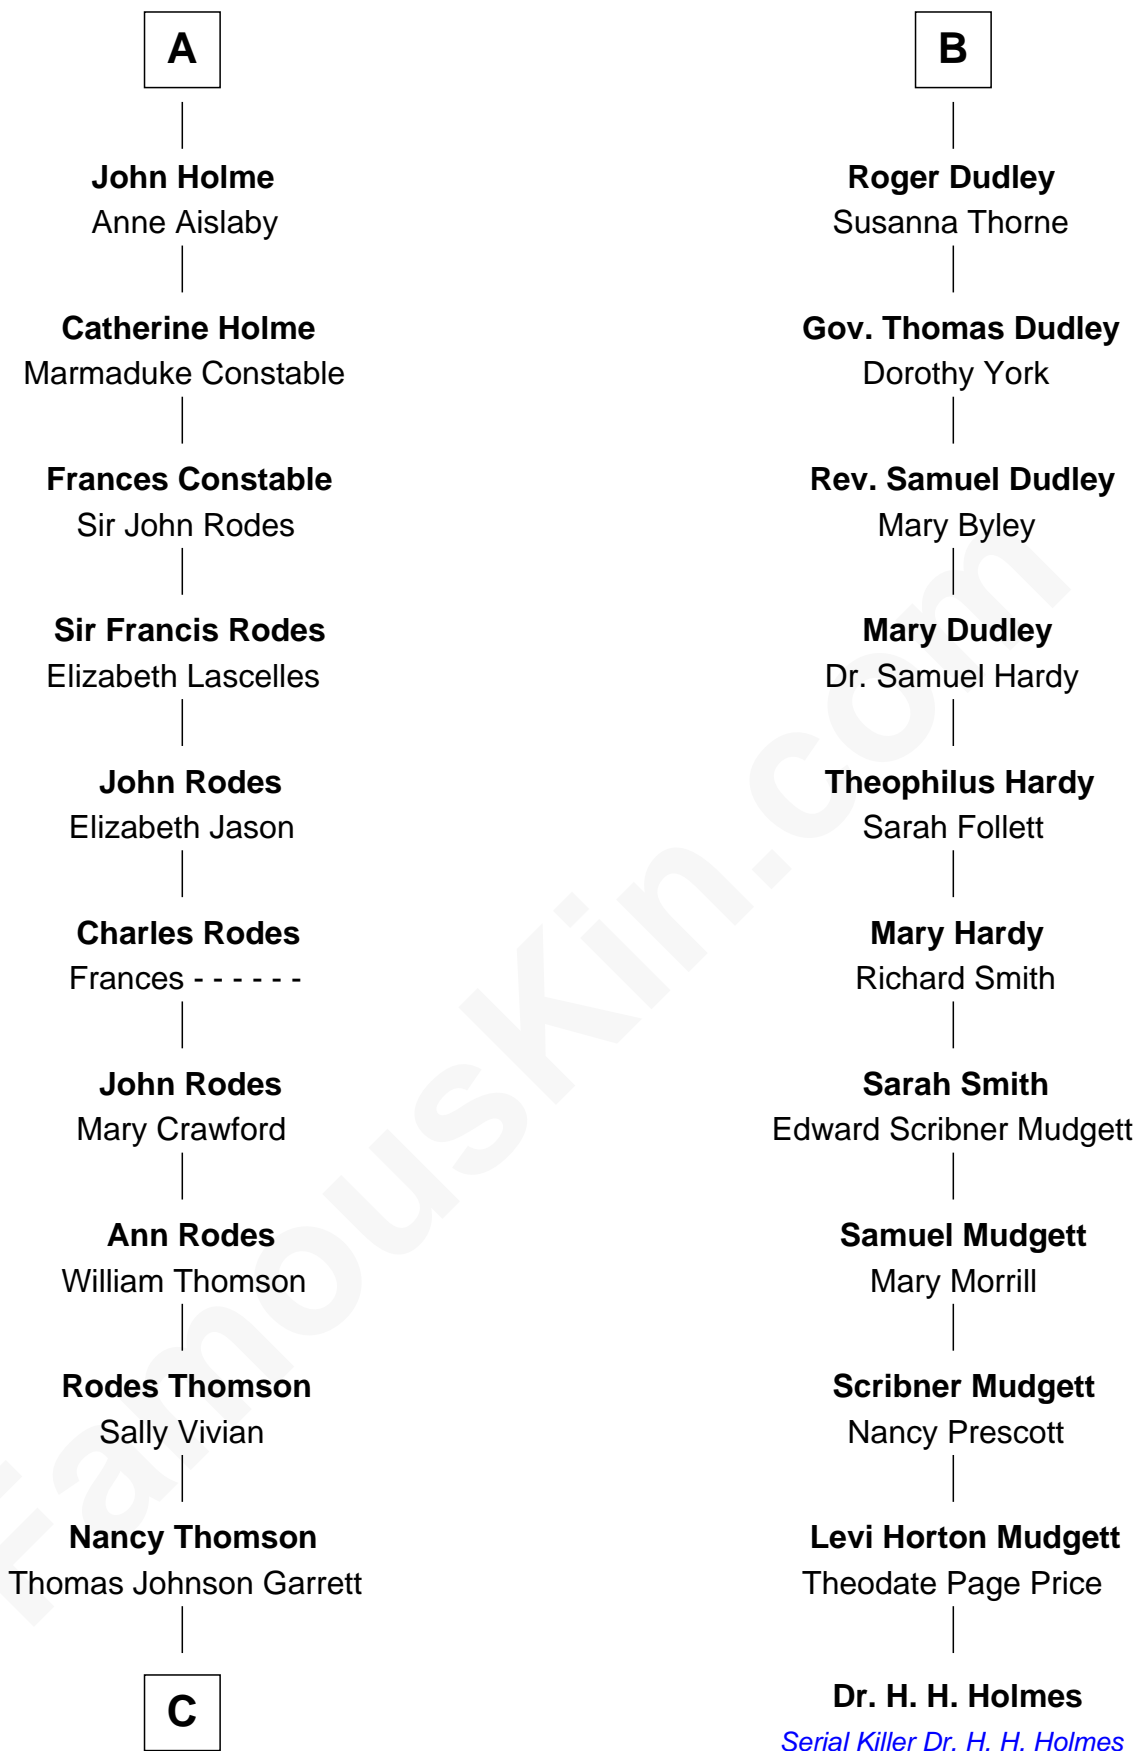 A
John Holme
Anne Aislaby
Catherine Holme
Marmaduke Constable
Frances Constable
Sir John Rodes
Sir Francis Rodes
Elizabeth Lascelles
John Rodes
Elizabeth Jason
Charles Rodes
Frances - - - - - -
John Rodes
Mary Crawford
Ann Rodes
William Thomson
Rodes Thomson
Sally Vivian
Nancy Thomson
Thomas Johnson Garrett
C
B
Roger Dudley
Susanna Thorne
Gov. Thomas Dudley
Dorothy York
Rev. Samuel Dudley
Mary Byley
Mary Dudley
Dr. Samuel Hardy
Theophilus Hardy
Sarah Follett
Mary Hardy
Richard Smith
Sarah Smith
Edward Scribner Mudgett
Samuel Mudgett
Mary Morrill
Scribner Mudgett
Nancy Prescott
Levi Horton Mudgett
Theodate Page Price
Dr. H. H. Holmes
Serial Killer Dr. H. H. Holmes
FamousKin.com